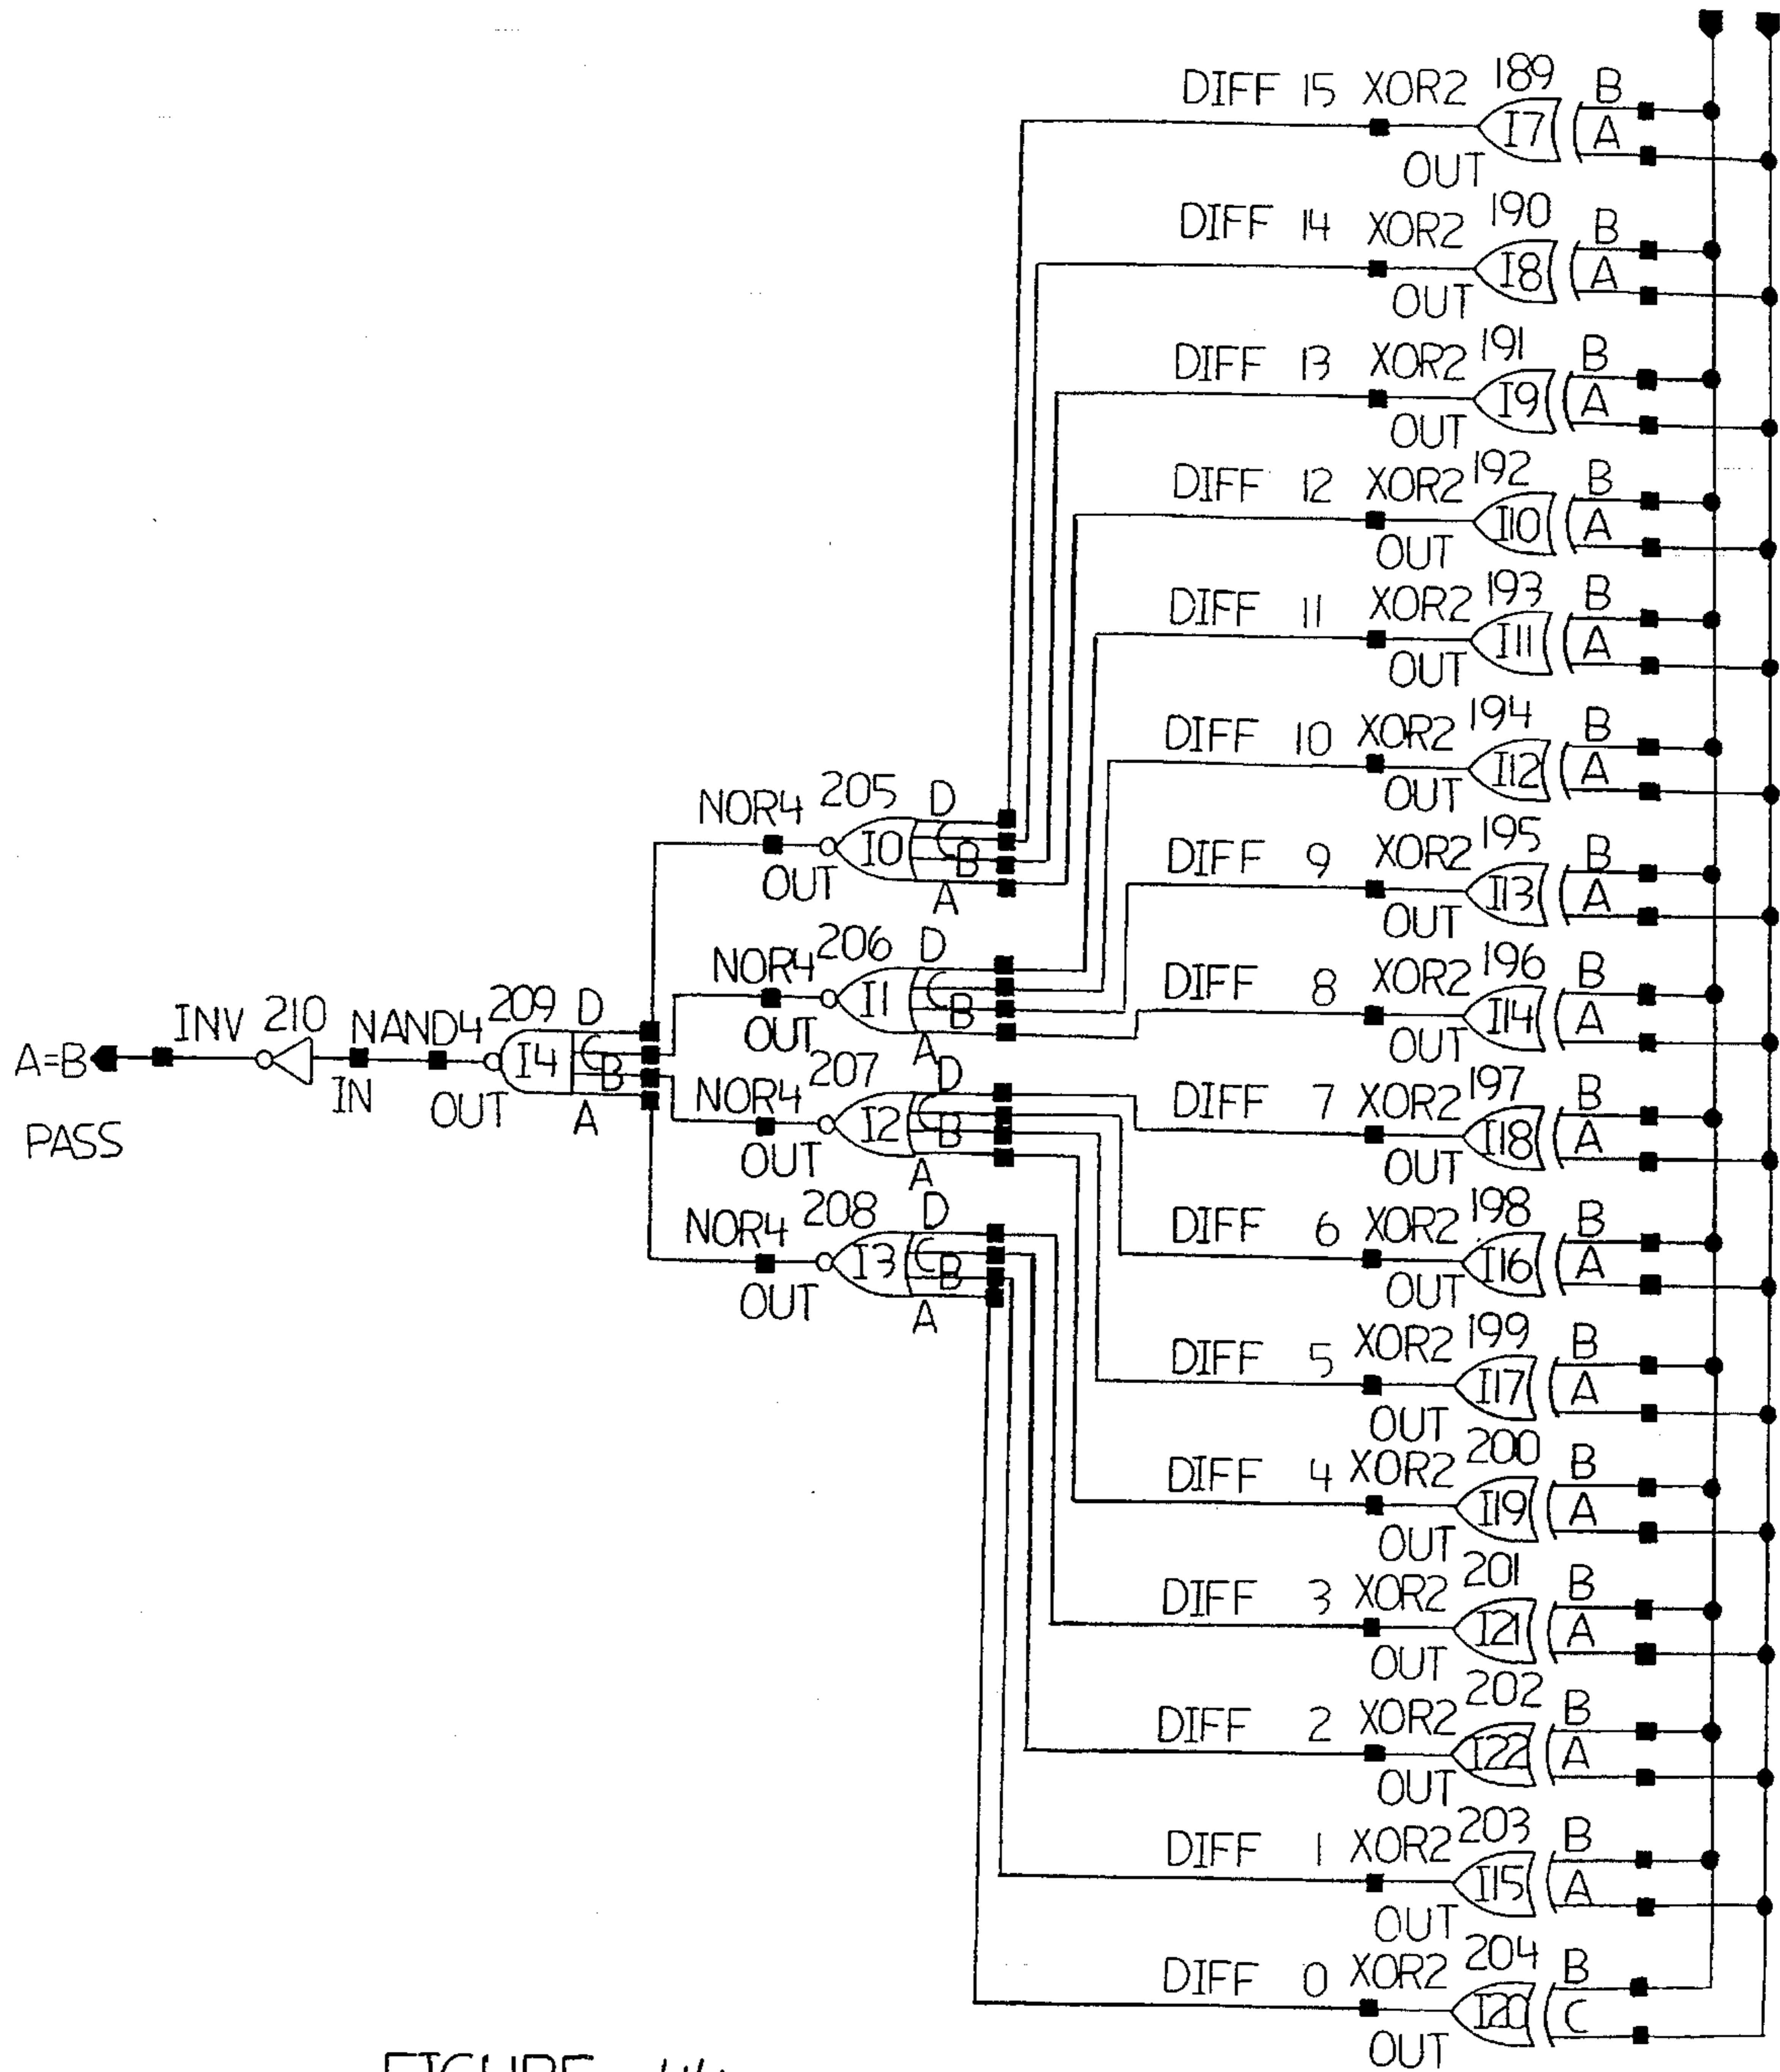 DIFF 15 XOR2 189 B
I7 A
OUT
DIFF 14 XOR2 190 B
I8 A
OUT
DIFF 13 XOR2 191 B
I9 A
OUT
DIFF 12 XOR2 192 B
I10 A
OUT
DIFF 11 XOR2 193 B
I11 A
OUT
DIFF 10 XOR2 194 B
I12 A
OUT
NOR4 205 D
I0 C
B
OUT A
DIFF 9 XOR2 195 B
I13 A
OUT
NOR4 206 D
I1 C
B
OUT A
DIFF 8 XOR2 196 B
I14 A
OUT
A=B INV 210 NAND4 209 D
I4 C
B
IN OUT A
PASS
NOR4 207 D
I2 C
B
OUT A
DIFF 7 XOR2 197 B
I18 A
OUT
NOR4 208 D
I3 C
B
OUT A
DIFF 6 XOR2 198 B
I16 A
OUT
DIFF 5 XOR2 199 B
I17 A
OUT
DIFF 4 XOR2 200 B
I19 A
OUT
DIFF 3 XOR2 201 B
I21 A
OUT
DIFF 2 XOR2 202 B
I22 A
OUT
DIFF 1 XOR2 203 B
I15 A
OUT
DIFF 0 XOR2 204 B
I20 C
OUT
FIGURE